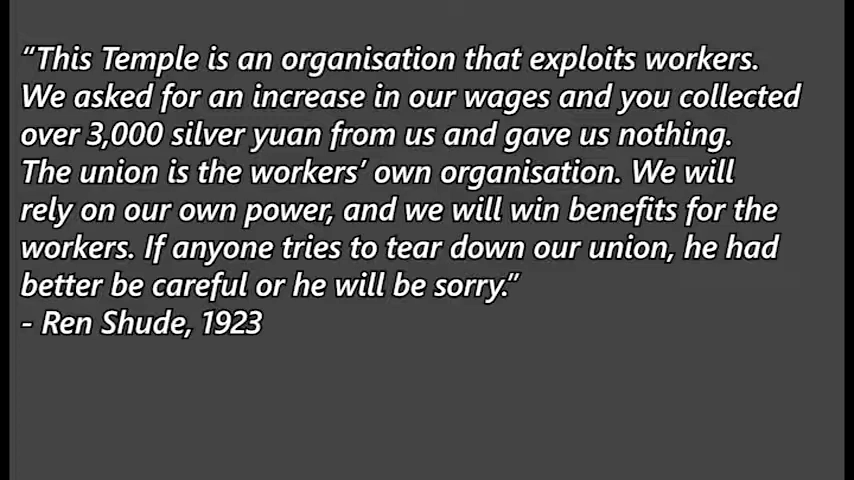 “This Temple is an organisation that exploits workers.
We asked for an increase in our wages and you collected
over 3,000 silver yuan from us and gave us nothing.
The union is the workers’ own organisation. We will
rely on our own power, and we will win benefits for the
workers. If anyone tries to tear down our union, he had
better be careful or he will be sorry.”
- Ren Shude, 1923